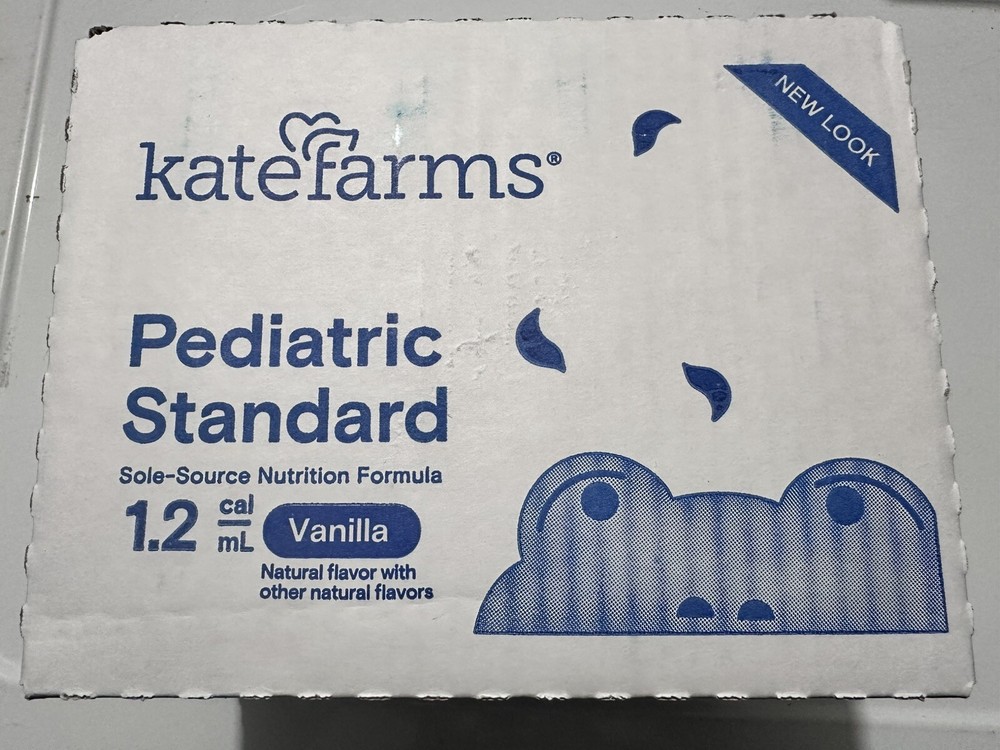 katefarms®
NEW LOOK
Pediatric
Standard
Sole-Source Nutrition Formula
1.2 cal
mL
Vanilla
Natural flavor with
other natural flavors